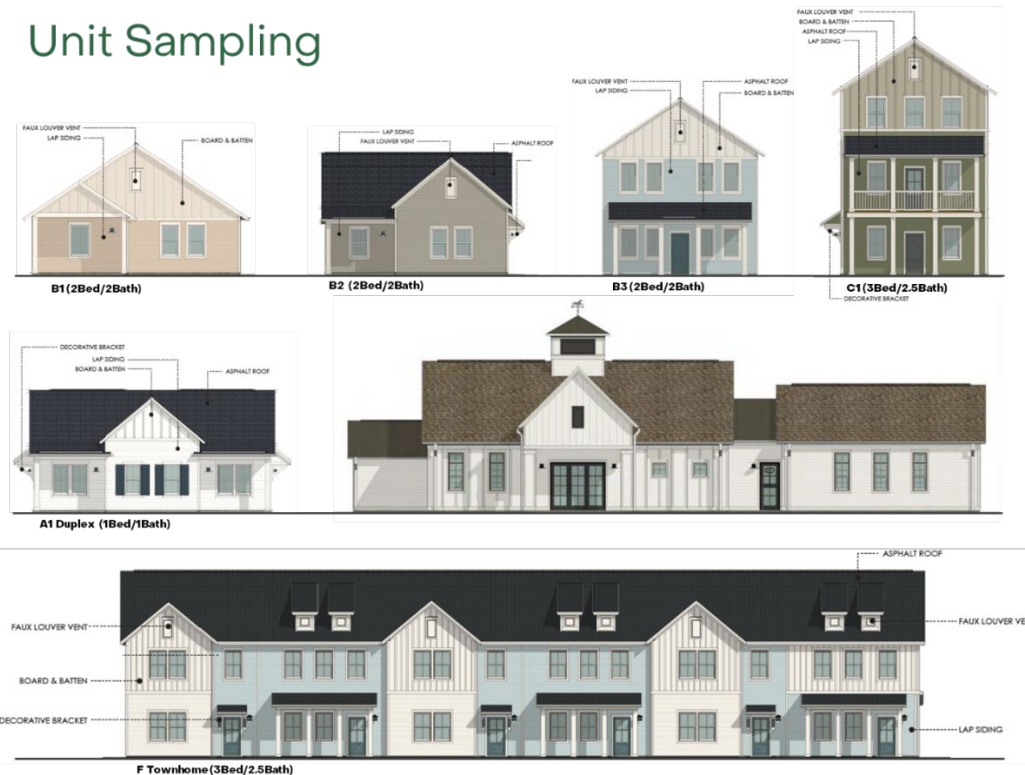 Unit Sampling
FAUX LOUVER VENT
LAP SIDING
BOARD & BATTEN
B1 (2Bed/2Bath)
LAP SIDING
FAUX LOUVER VENT
ASPHALT ROOF
B2 (2Bed/2Bath)
FAUX LOUVER VENT
LAP SIDING
ASPHALT ROOF
BOARD & BATTEN
B3 (2Bed/2Bath)
FAUX LOUVER VENT
BOARD & BATTEN
ASPHALT ROOF
LAP SIDING
C1 (3Bed/2.5Bath)
DECORATIVE BRACKET
DECORATIVE BRACKET
LAP SIDING
BOARD & BATTEN
ASPHALT ROOF
A1 Duplex (1Bed/1Bath)
ASPHALT ROOF
FAUX LOUVER VENT
FAUX LOUVER VE
BOARD & BATTEN
DECORATIVE BRACKET
LAP SIDING
F Townhome (3Bed/2.5Bath)